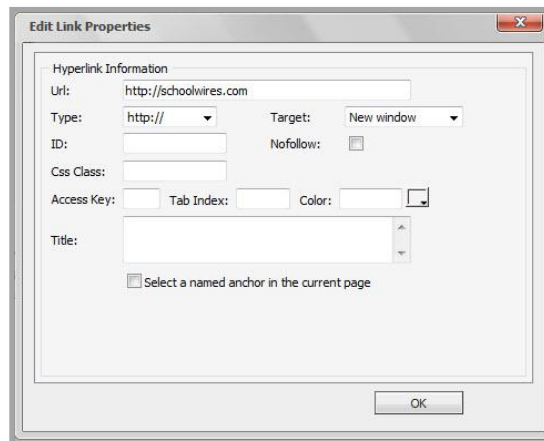 Edit Link Properties
X
Hyperlink Information
Url: http://schoolwires.com
Type: http:// Target: New window
ID: Nofollow:
Css Class:
Access Key: Tab Index: Color:
Title:
Select a named anchor in the current page
OK